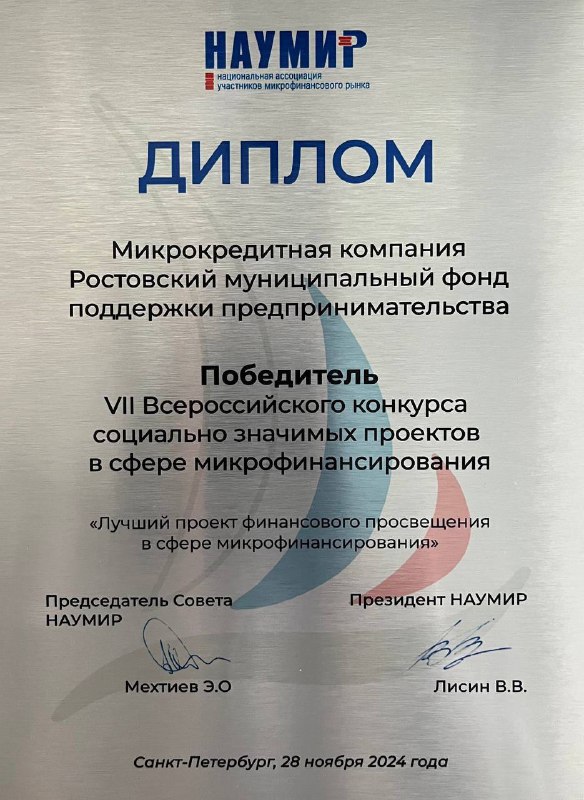 НАУМИР
национальная ассоциация
участников микрофинансового рынка
ДИПЛОМ
Микрокредитная компания
Ростовский муниципальный фонд
поддержки предпринимательства
Победитель
VII Всероссийского конкурса
социально значимых проектов
в сфере микрофинансирования
«Лучший проект финансового просвещения
в сфере микрофинансирования»
Председатель Совета
НАУМИР
Президент НАУМИР
Мехтиев Э.О
Лисин В.В.
Санкт-Петербург, 28 ноября 2024 года